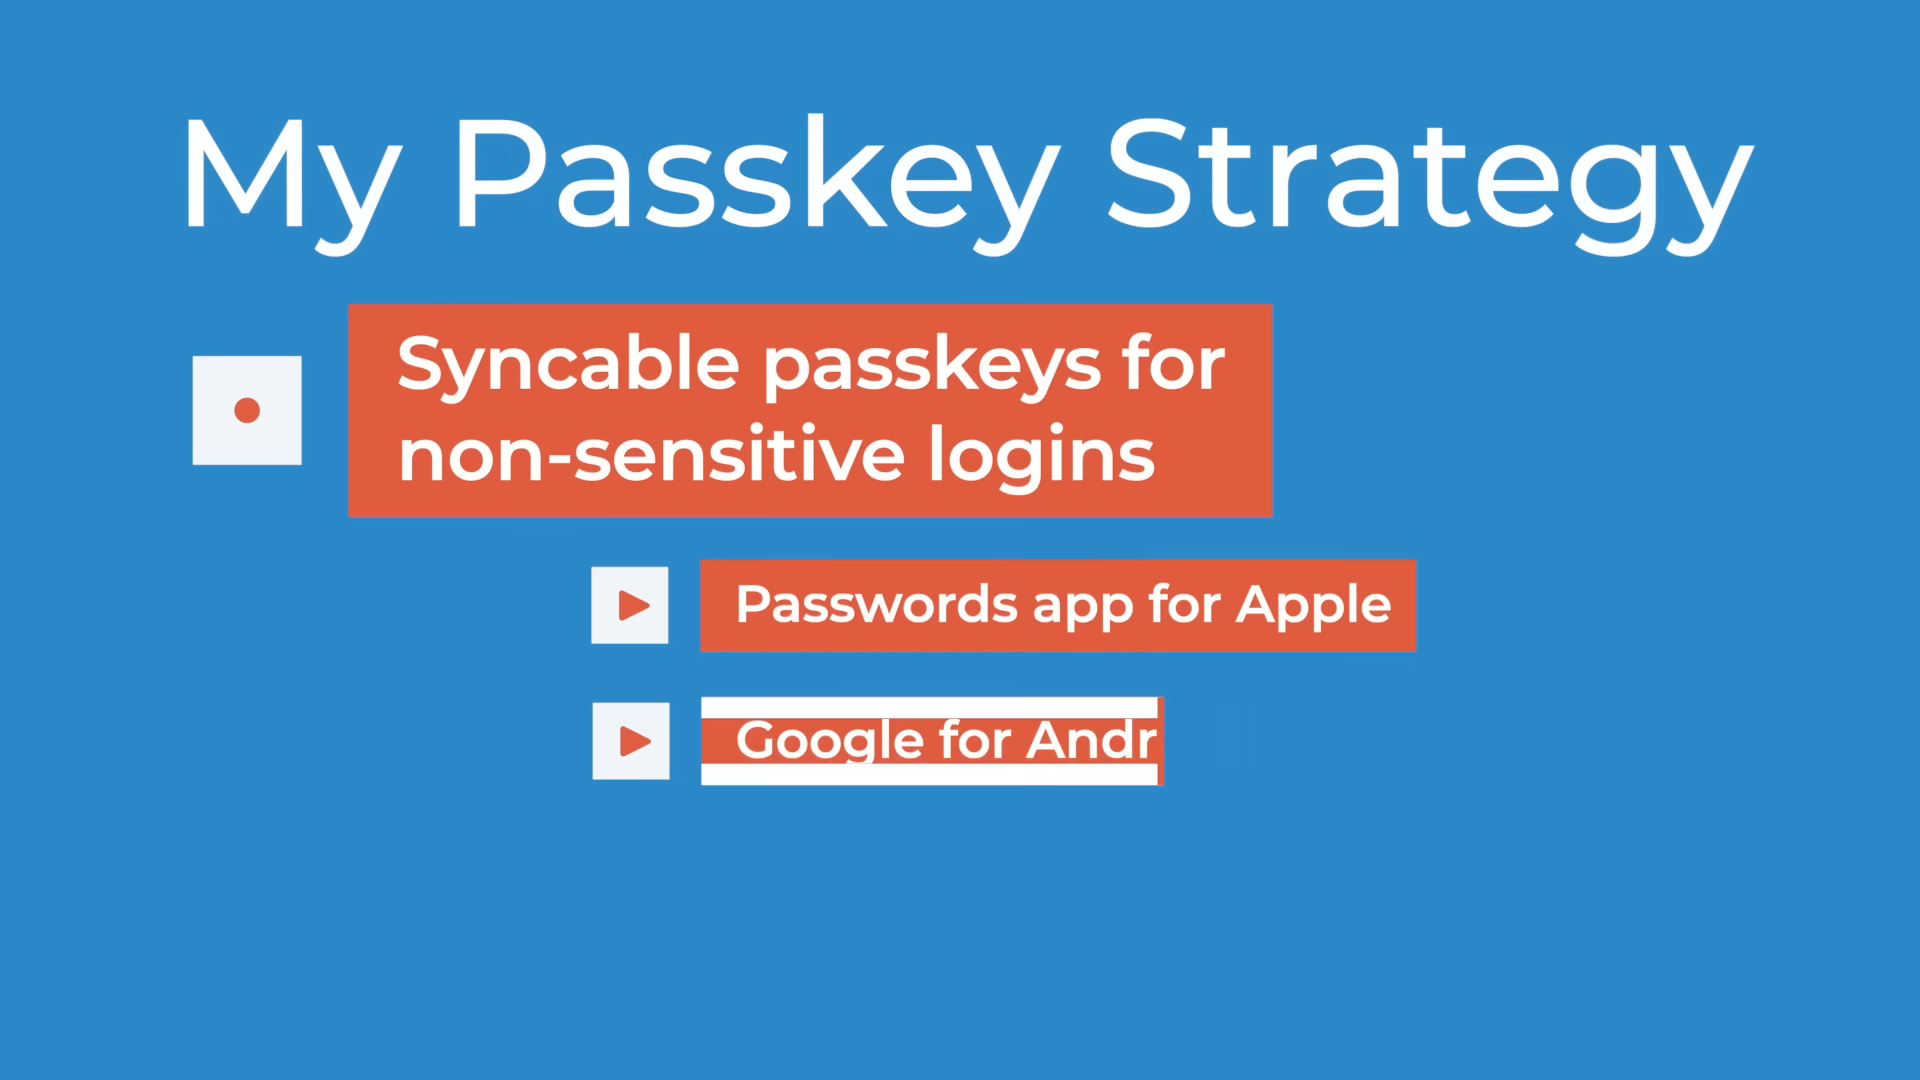 My Passkey Strategy
Syncable passkeys for
non-sensitive logins
Passwords app for Apple
Google for Andr